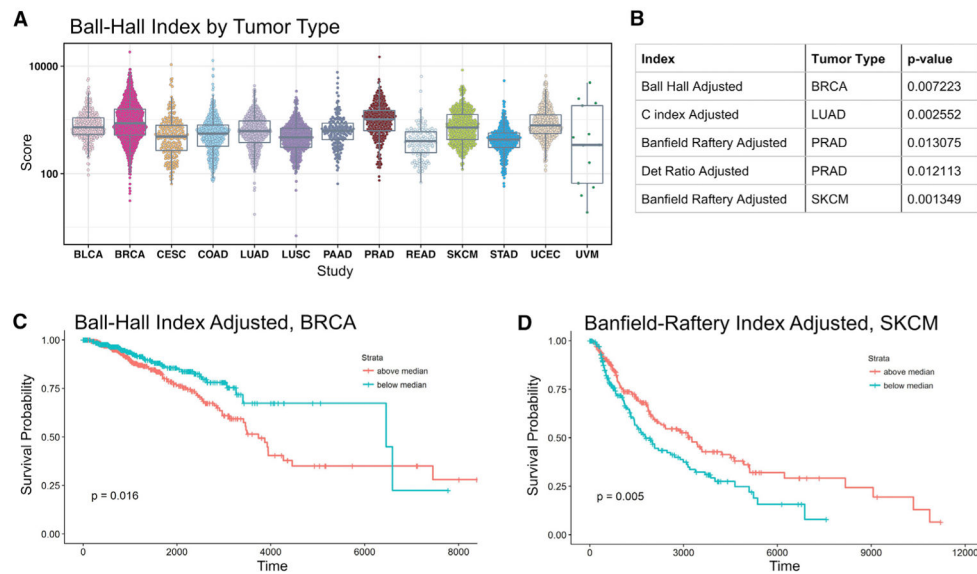 A
Ball-Hall Index by Tumor Type
10000
100
Score
BLCA BRCA CESC COAD LUAD LUSC PAAD PRAD READ SKCM STAD UCEC UVM
Study
B
Index Tumor Type p-value
Ball Hall Adjusted BRCA 0.007223
C index Adjusted LUAD 0.002552
Banfield Raftery Adjusted PRAD 0.013075
Det Ratio Adjusted PRAD 0.012113
Banfield Raftery Adjusted SKCM 0.001349
C
Ball-Hall Index Adjusted, BRCA
1.00
0.75
0.50
0.25
0.00
Survival Probability
Strata
above median
below median
p = 0.016
0 2000 4000 6000 8000
Time
D
Banfield-Raftery Index Adjusted, SKCM
1.00
0.75
0.50
0.25
0.00
Survival Probability
Strata
above median
below median
p = 0.005
0 3000 6000 9000 12000
Time